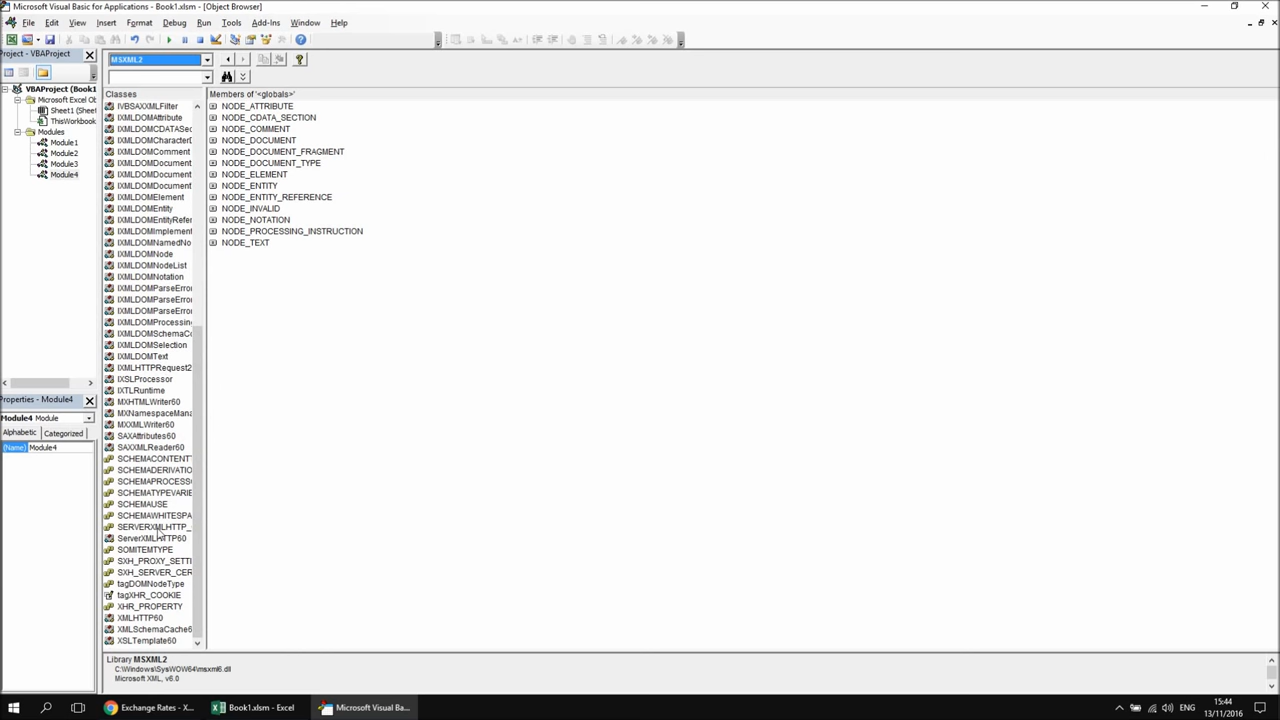 Microsoft Visual Basic for Applications - Book1.xlsm - [Object Browser]
File Edit View Insert Format Debug Run Tools Add-Ins Window Help
Project - VBAProject
MSXML2
VBAProject (Book1
Microsoft Excel Ob
Sheet1 (Sheet
ThisWorkbook
Modules
Module1
Module2
Module3
Module4
Properties - Module4
Module4 Module
Alphabetic Categorized
(Name) Module4
Classes
IVBSAXXMLFilter
IXMLDOMAttribute
IXMLDOMCDATASec
IXMLDOMCharacterD
IXMLDOMComment
IXMLDOMDocument
IXMLDOMDocument
IXMLDOMDocument
IXMLDOMElement
IXMLDOMEntity
IXMLDOMEntityRefer
IXMLDOMImplement
IXMLDOMNamedNo
IXMLDOMNode
IXMLDOMNodeList
IXMLDOMNotation
IXMLDOMParseError
IXMLDOMParseError
IXMLDOMParseError
IXMLDOMProcessing
IXMLDOMSchemaCo
IXMLDOMSelection
IXMLDOMText
IXMLHTTPRequest2
IXSLProcessor
IXTLRuntime
MXHTMLWriter60
MXNamespaceMana
MXXMLWriter60
SAXAttributes60
SAXXMLReader60
SCHEMACONTENTT
SCHEMADERIVATIO
SCHEMAPROCESSC
SCHEMATYPEVARIE
SCHEMAUSE
SCHEMAWHITESPA
SERVERXMLHTTP_
ServerXMLHTTP60
SOMITEMTYPE
SXH_PROXY_SETTI
SXH_SERVER_CER
tagDOMNodeType
tagXHR_COOKIE
XHR_PROPERTY
XMLHTTP60
XMLSchemaCache6
XSLTemplate60
Members of '<globals>'
NODE_ATTRIBUTE
NODE_CDATA_SECTION
NODE_COMMENT
NODE_DOCUMENT
NODE_DOCUMENT_FRAGMENT
NODE_DOCUMENT_TYPE
NODE_ELEMENT
NODE_ENTITY
NODE_ENTITY_REFERENCE
NODE_INVALID
NODE_NOTATION
NODE_PROCESSING_INSTRUCTION
NODE_TEXT
Library MSXML2
C:\Windows\SysWOW64\msxml6.dll
Microsoft XML, v6.0
Exchange Rates - X...
Book1.xlsm - Excel
Microsoft Visual Ba...
ENG
15:44
13/11/2016